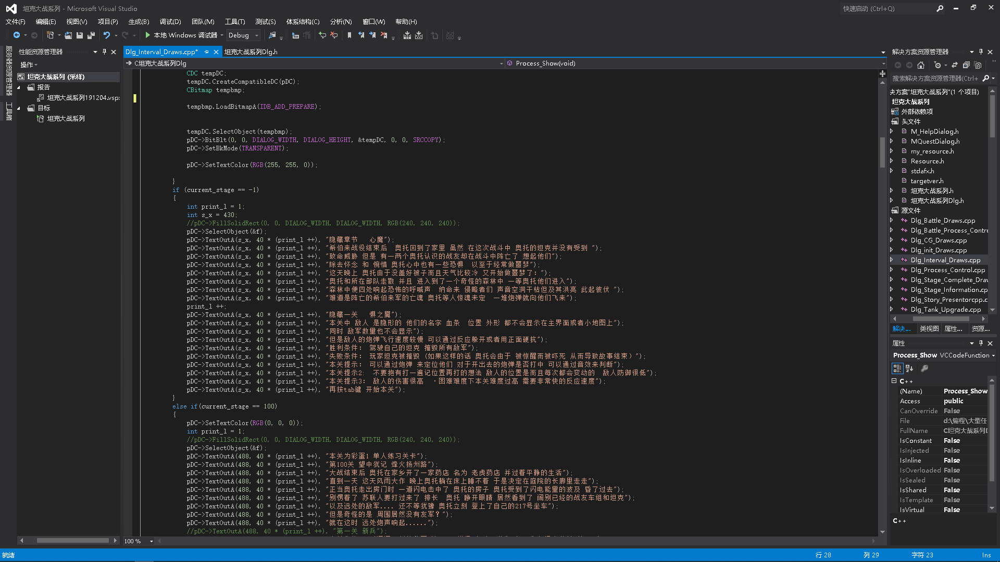 坦克大战系列 - Microsoft Visual Studio
快速启动 (Ctrl+Q)
文件(F) 编辑(E) 视图(V) 项目(P) 生成(B) 调试(D) 团队(M) 工具(T) 测试(S) 体系结构(C) 分析(N) 窗口(W) 帮助(H)
本地 Windows 调试器 Debug
服务器资源管理器
工具箱
性能资源管理器
操作
坦克大战系列 (采样)
报告
坦克大战系列191204.vsp
目标
坦克大战系列
Dlg_Interval_Draws.cpp* 坦克大战系列Dlg.h
C坦克大战系列Dlg
Process_Show(void)
CDC tempDC;
tempDC.CreateCompatibleDC(pDC);
CBitmap tempbmp;
tempbmp.LoadBitmapA(IDB_ADD_PREPARE);
tempDC.SelectObject(tempbmp);
pDC->BitBlt(0, 0, DIALOG_WIDTH, DIALOG_HEIGHT, &tempDC, 0, 0, SRCCOPY);
pDC->SetBkMode(TRANSPARENT);
pDC->SetTextColor(RGB(255, 255, 0));
}
if (current_stage == -1)
{
int print_l = 1;
int s_x = 430;
//pDC->FillSolidRect(0, 0, DIALOG_WIDTH, DIALOG_WIDTH, RGB(240, 240, 240));
pDC->SelectObject(&f);
pDC->TextOutA(s_x, 40 * (print_l ++), "隐藏章节   心魔");
pDC->TextOutA(s_x, 40 * (print_l ++), "希伯来战役结束后  奥托回到了家里 虽然 在这次战斗中 奥托的坦克并没有受到 ");
pDC->TextOutA(s_x, 40 * (print_l ++), "致命威胁 但是 有一两个奥托认识的战友却在战斗中阵亡了 想起他们");
pDC->TextOutA(s_x, 40 * (print_l ++), "除去怀念 和 惋惜 奥托心中也有一些恐惧  以至于经常做噩梦");
pDC->TextOutA(s_x, 40 * (print_l ++), "这天晚上 奥托由于没盖好被子而且天气比较冷 又开始做噩梦了：");
pDC->TextOutA(s_x, 40 * (print_l ++), "奥托和所在部队走散 并且 进入到了一个奇怪的森林中 一等奥托他们进入");
pDC->TextOutA(s_x, 40 * (print_l ++), "森林中便四处响起恐怖的呼喊声  纳命来 侵略者们 声音空洞干枯但及其洪亮 此起彼伏 ");
pDC->TextOutA(s_x, 40 * (print_l ++), "难道是阵亡的希伯来军的亡魂 奥托等人惊魂未定  一堆炮弹就向他们飞来");
print_l ++;
pDC->TextOutA(s_x, 40 * (print_l ++), "隐藏一关   惧之魔");
pDC->TextOutA(s_x, 40 * (print_l ++), "本关中 敌人 是隐形的 他们的名字 血条  位置 外形 都不会显示在主界面或者小地图上");
pDC->TextOutA(s_x, 40 * (print_l ++), "同时 敌军数量也不会显示");
pDC->TextOutA(s_x, 40 * (print_l ++), "但是敌人的炮弹飞行速度较慢 可以通过反应躲开或者用正面硬抗");
pDC->TextOutA(s_x, 40 * (print_l ++), "胜利条件： 驾驶自己的坦克 摧毁所有敌军");
pDC->TextOutA(s_x, 40 * (print_l ++), "失败条件： 玩家坦克被摧毁（如果这样的话 奥托会由于 被惊醒而被吓死 从而导致故事结束）");
pDC->TextOutA(s_x, 40 * (print_l ++), "本关提示： 可以通过炮弹 来定位他们 对于开出去的炮弹是否打中 可以通过音效来判断");
pDC->TextOutA(s_x, 40 * (print_l ++), "本关提示2：  不要抱有打一遍记位置再打的想法 敌人的位置是而且每次都会变动的  敌人防御很低");
pDC->TextOutA(s_x, 40 * (print_l ++), "本关提示3： 敌人的伤害很高  ·困难难度下本关难度过高 需要非常快的反应速度");
pDC->TextOutA(s_x, 40 * (print_l ++), "再按tab键 开始本关");
}
else if(current_stage == 100)
{
pDC->SetTextColor(RGB(0, 0, 0));
int print_l = 1;
//pDC->FillSolidRect(0, 0, DIALOG_WIDTH, DIALOG_WIDTH, RGB(240, 240, 240));
pDC->SelectObject(&f);
pDC->TextOutA(488, 40 * (print_l ++), "本关为彩蛋1 单人练习关卡");
pDC->TextOutA(488, 40 * (print_l ++), "第100关 望中犹记 烽火扬州路");
pDC->TextOutA(488, 40 * (print_l ++), "大战结束后 奥托在家乡开了一家药店 名为 老虎药店 并过着平静的生活");
pDC->TextOutA(488, 40 * (print_l ++), "直到一天 这天风雨大作 晚上奥托躺在床上睡不着 于是决定在庭院的长廊里走走");
pDC->TextOutA(488, 40 * (print_l ++), "正当奥托走出房门时 一道闪电击中了 奥托的房子 奥托受到了闪电能量的波及 昏了过去");
pDC->TextOutA(488, 40 * (print_l ++), "别愣着了 苏联人要打过来了 排长  奥托 睁开眼睛 居然看到了 阔别已经的战友车组和坦克");
pDC->TextOutA(488, 40 * (print_l ++), "以及远处的敌军.... 还不等犹豫 奥托立刻 登上了自己的217号坐车");
pDC->TextOutA(488, 40 * (print_l ++), "但是奇怪的是 周围居然没有友军？");
pDC->TextOutA(488, 40 * (print_l ++), "就在这时 远处炮声响起......");
//pDC->TextOutA(488, 40 * (print_l ++), "第一关 新兵");
100 %
解决方案资源管理器
搜索解决方案资源管理器(Ctrl+
决方案"坦克大战系列"(1 个项目)
坦克大战系列
外部依赖项
头文件
M_HelpDialog.h
MQuestDialog.h
my_resource.h
Resource.h
stdafx.h
targetver.h
坦克大战系列.h
坦克大战系列Dlg.h
源文件
Dlg_Battle_Draws.cpp
Dlg_Battle_Process_Contro
Dlg_CG_Draws.cpp
Dlg_init_Draws.cpp
Dlg_Interval_Draws.cpp
Dlg_Process_Control.cpp
Dlg_Stage_Complete_Draw
Dlg_Stage_Information.cp
Dlg_Story_Presentorcpp.c
Dlg_Tank_Upgrade.cpp
解决... 类视图 属性... 资源...
属性
Process_Show VCCodeFunction
C++
(Name) Process_Show
Access public
CanOverride False
File d:\编程\大型任
FullName C坦克大战系列D
IsConstant False
IsInjected False
IsInline False
IsOverloaded False
IsSealed False
IsShared False
IsTemplate False
IsVirtual False
C++
就绪
行 28 列 29 字符 23 Ins